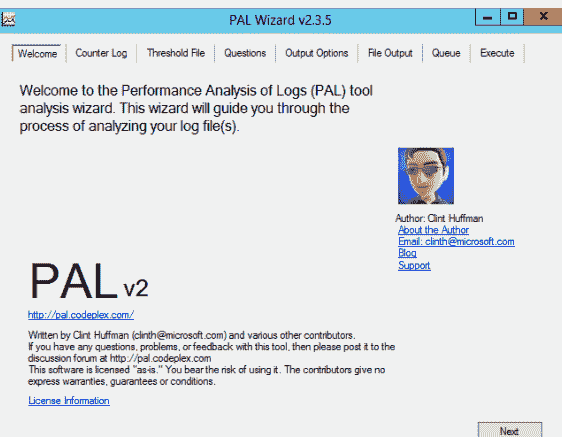 PAL Wizard v2.3.5
Welcome Counter Log Threshold File Questions Output Options File Output Queue Execute
Welcome to the Performance Analysis of Logs (PAL) tool
analysis wizard. This wizard will guide you through the
process of analyzing your log file(s).
Author: Clint Huffman
About the Author
Email: clinth@microsoft.com
Blog
Support
PAL v2
http://pal.codeplex.com/
Written by Clint Huffman (clinth@microsoft.com) and various other contributors.
If you have any questions, problems, or feedback with this tool, then please post it to the
discussion forum at http://pal.codeplex.com
This software is licensed "as-is." You bear the risk of using it. The contributors give no
express warranties, guarantees or conditions.
License Information
Next